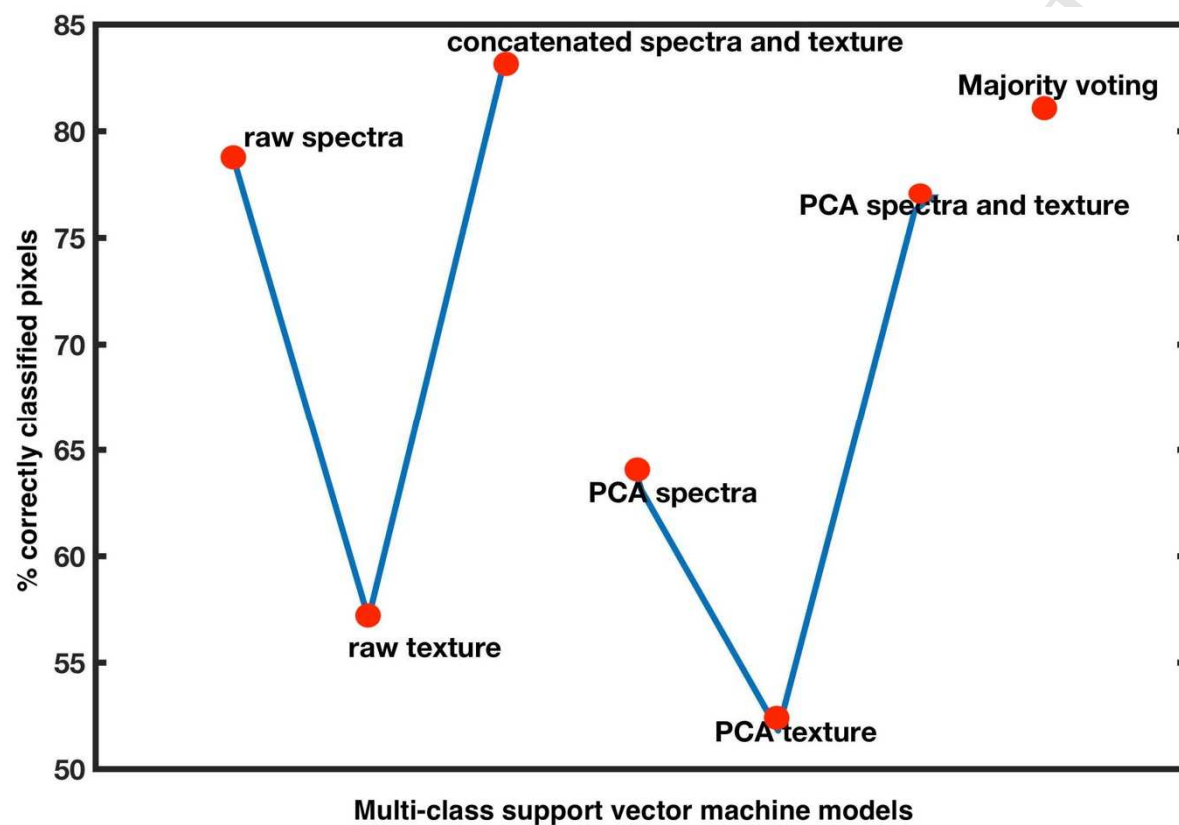 85
concatenated spectra and texture
Majority voting
80
raw spectra
PCA spectra and texture
75
70
65
PCA spectra
60
raw texture
55
PCA texture
50
% correctly classified pixels
Multi-class support vector machine models